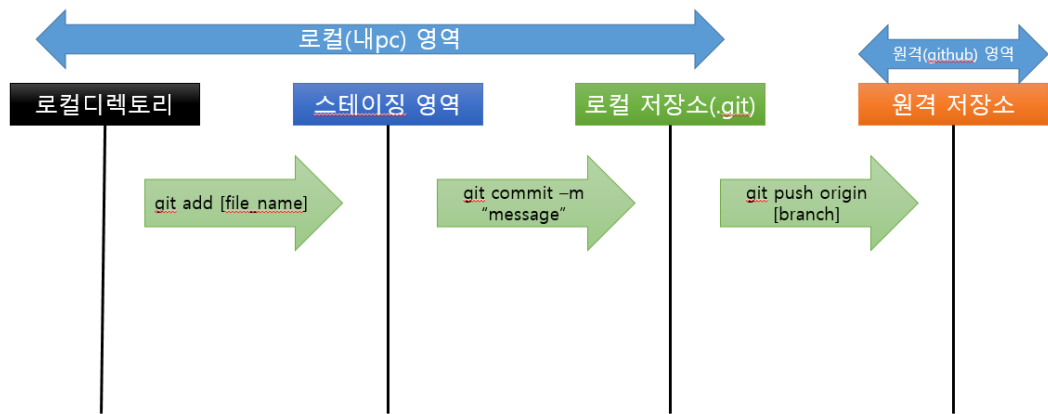 로컬(내pc) 영역
원격(github) 영역
로컬디렉토리
스테이징 영역
로컬 저장소(.git)
원격 저장소
git add [file_name]
git commit –m
“message”
git push origin
[branch]